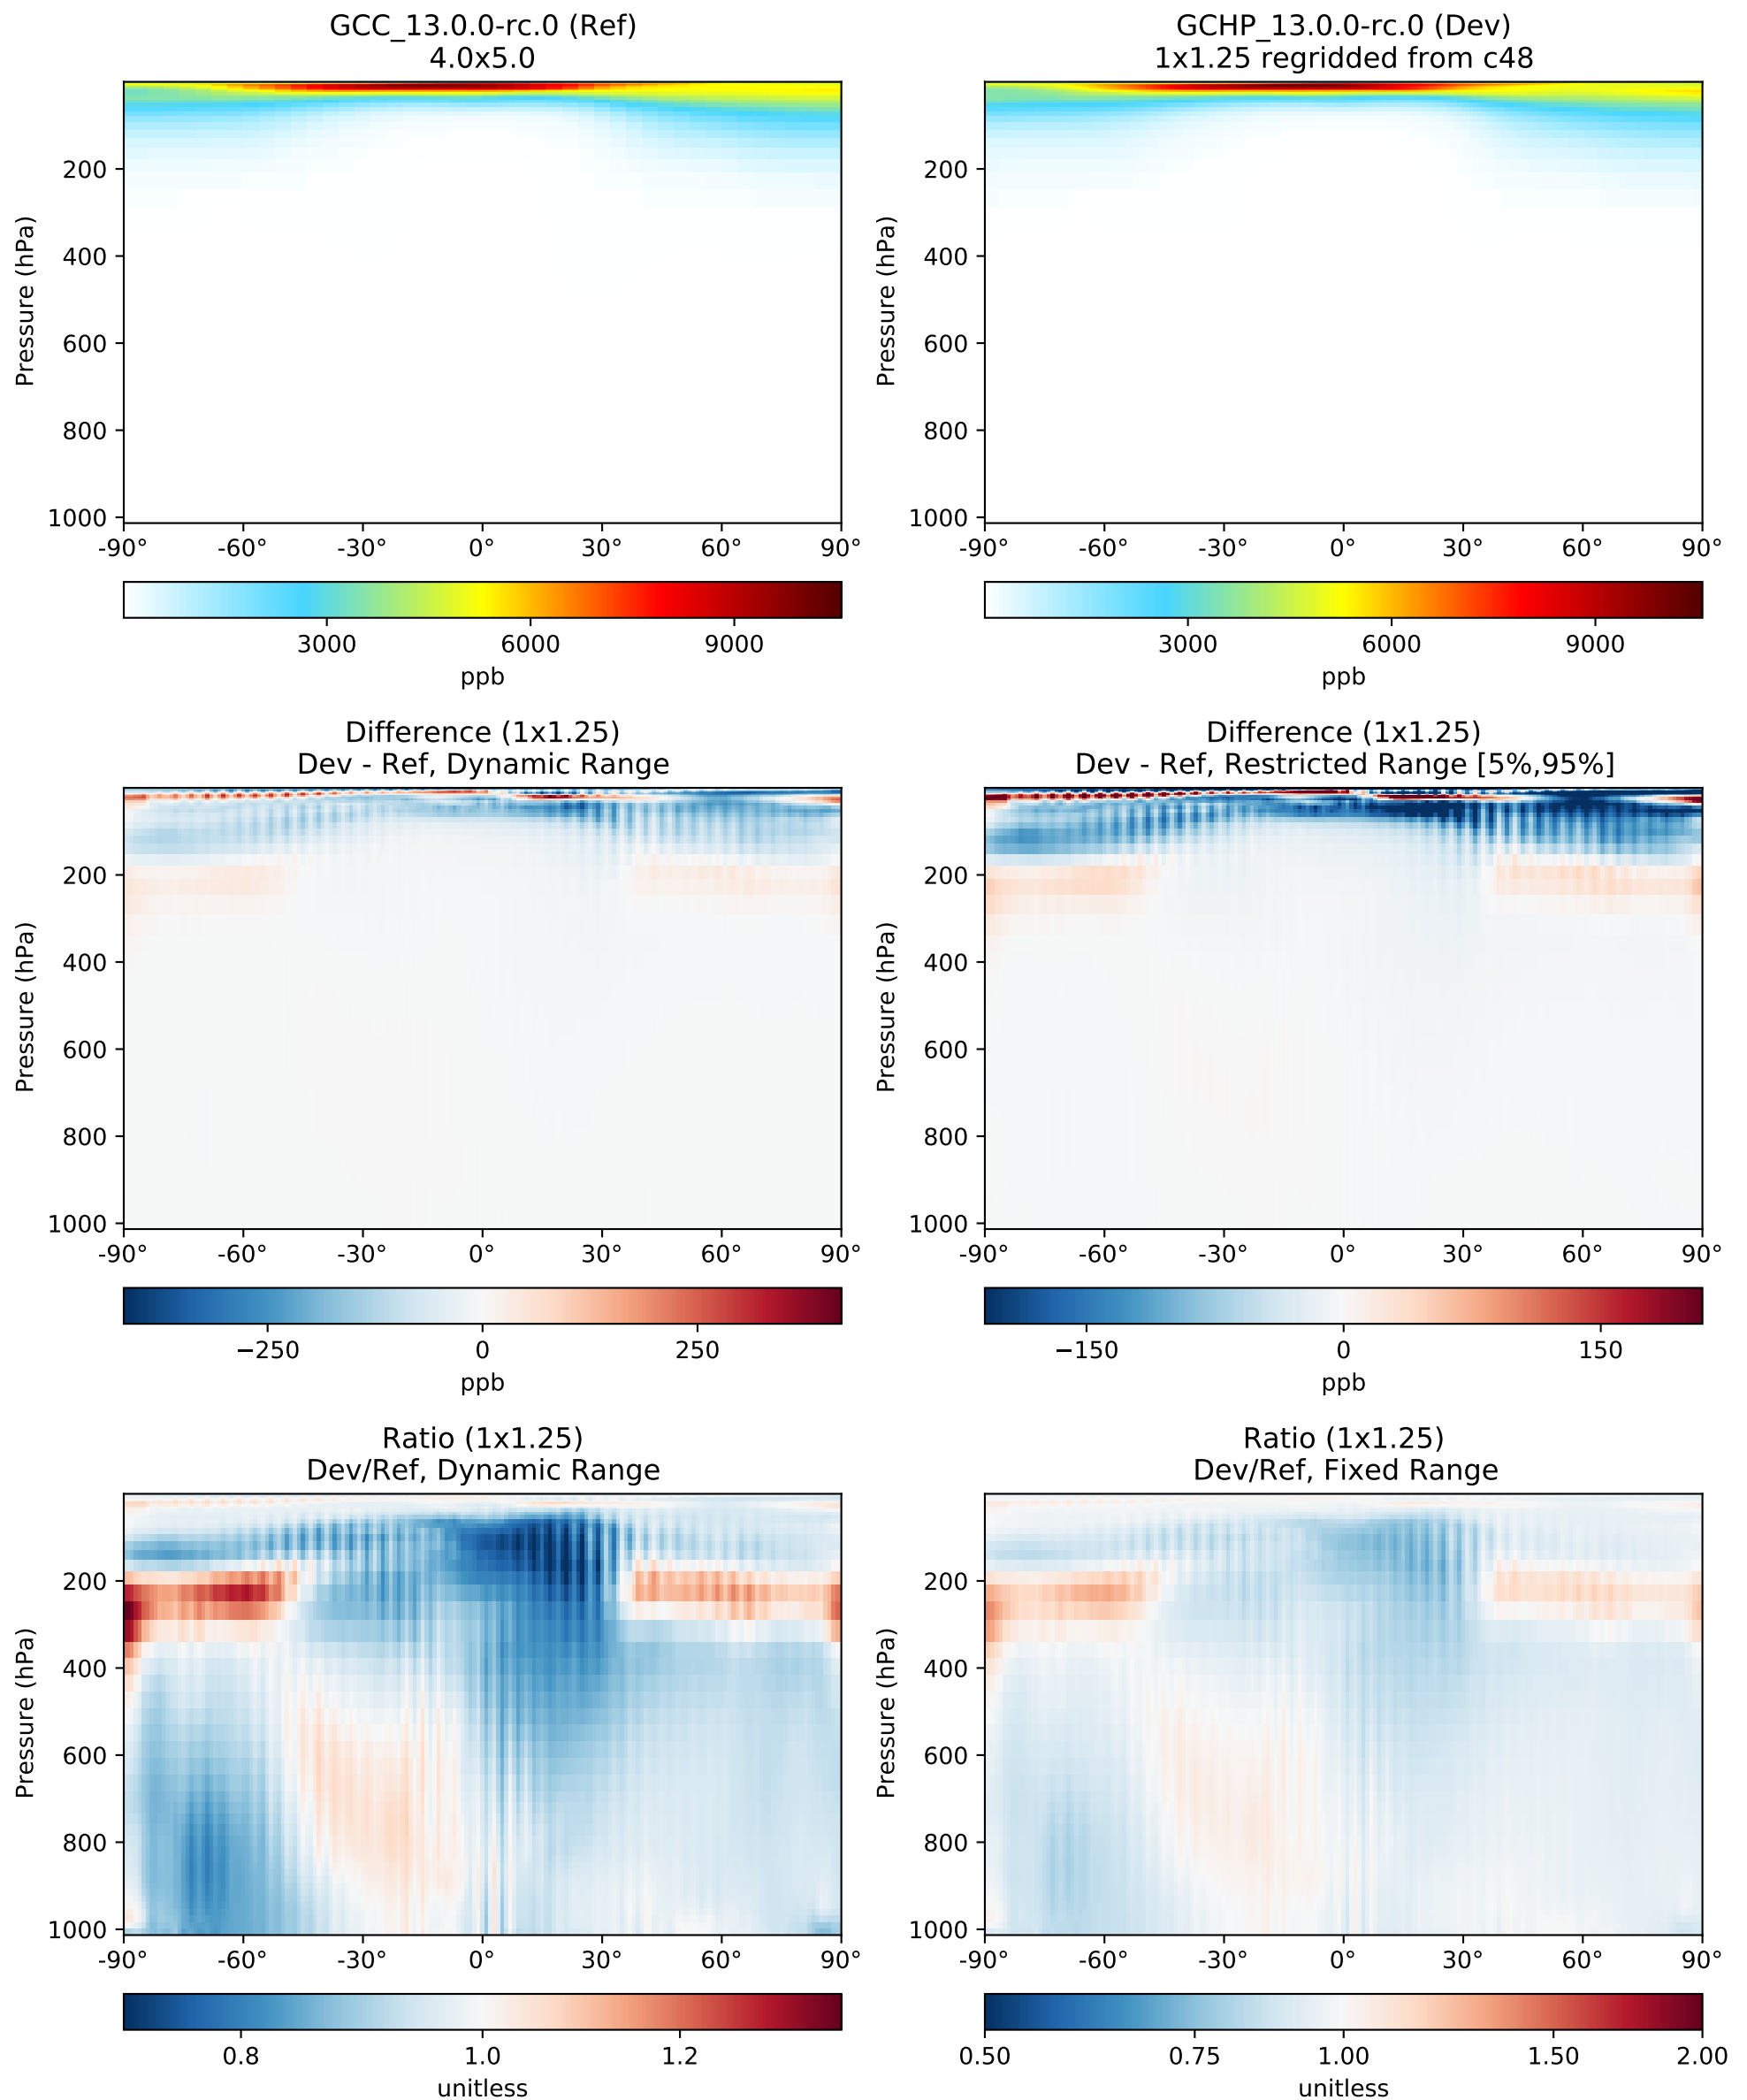 GCC_13.0.0-rc.0 (Ref)
4.0x5.0
Pressure (hPa)
200
400
600
800
1000
-90° -60° -30° 0° 30° 60° 90°
3000 6000 9000
ppb
GCHP_13.0.0-rc.0 (Dev)
1x1.25 regridded from c48
Pressure (hPa)
200
400
600
800
1000
-90° -60° -30° 0° 30° 60° 90°
3000 6000 9000
ppb
Difference (1x1.25)
Dev - Ref, Dynamic Range
Pressure (hPa)
200
400
600
800
1000
-90° -60° -30° 0° 30° 60° 90°
−250 0 250
ppb
Difference (1x1.25)
Dev - Ref, Restricted Range [5%,95%]
Pressure (hPa)
200
400
600
800
1000
-90° -60° -30° 0° 30° 60° 90°
−150 0 150
ppb
Ratio (1x1.25)
Dev/Ref, Dynamic Range
Pressure (hPa)
200
400
600
800
1000
-90° -60° -30° 0° 30° 60° 90°
0.8 1.0 1.2
unitless
Ratio (1x1.25)
Dev/Ref, Fixed Range
Pressure (hPa)
200
400
600
800
1000
-90° -60° -30° 0° 30° 60° 90°
0.50 0.75 1.00 1.50 2.00
unitless